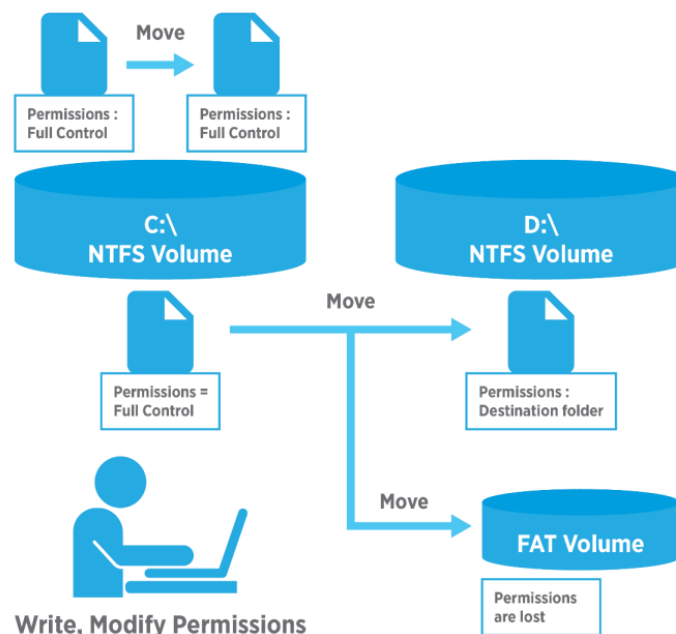 Move
Permissions :
Full Control
Permissions :
Full Control
C:\
NTFS Volume
D:\
NTFS Volume
Move
Permissions =
Full Control
Permissions :
Destination folder
Move
FAT Volume
Permissions
are lost
Write, Modify Permissions